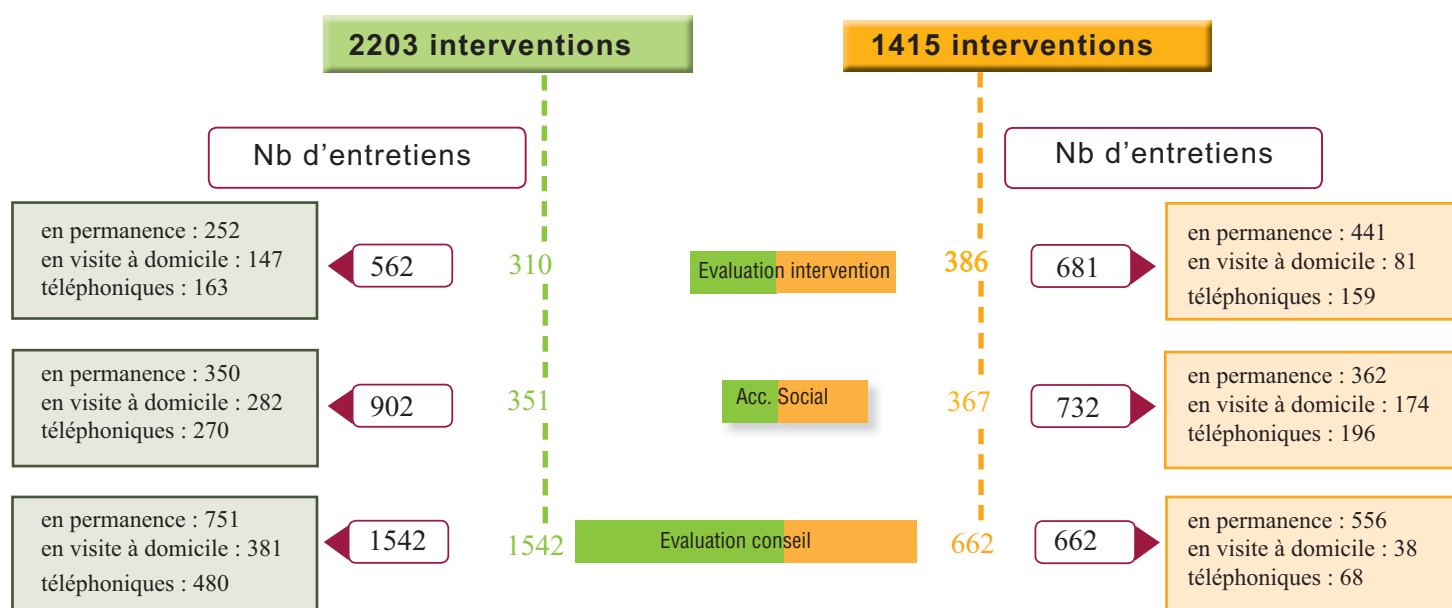 2203 interventions
1415 interventions
Nb d’entretiens
Nb d’entretiens
en permanence : 252
en visite à domicile : 147
téléphoniques : 163
562
310
Evaluation intervention
386
681
en permanence : 441
en visite à domicile : 81
téléphoniques : 159
en permanence : 350
en visite à domicile : 282
téléphoniques : 270
902
351
Acc. Social
367
732
en permanence : 362
en visite à domicile : 174
téléphoniques : 196
en permanence : 751
en visite à domicile : 381
téléphoniques : 480
1542
1542
Evaluation conseil
662
662
en permanence : 556
en visite à domicile : 38
téléphoniques : 68